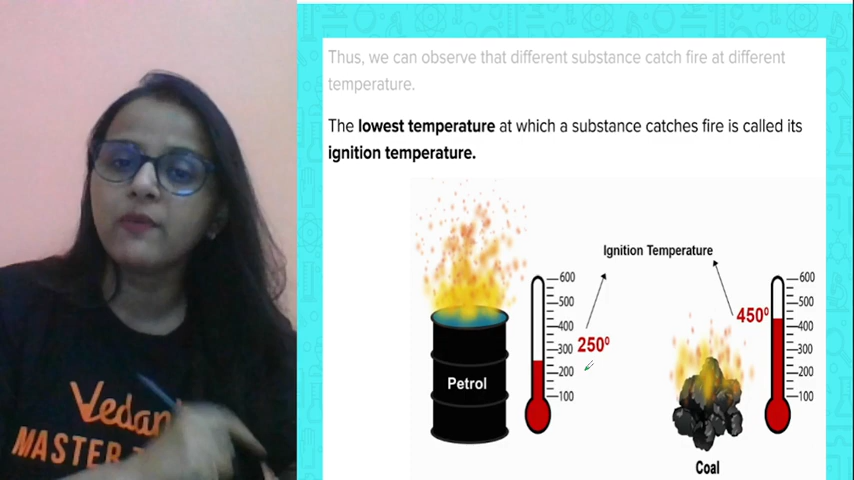 Thus, we can observe that different substance catch fire at different
temperature.
The lowest temperature at which a substance catches fire is called its
ignition temperature.
Ignition Temperature
600
500
400
300
200
100
250⁰
Petrol
600
500
400
300
200
100
450⁰
Coal
MASTER